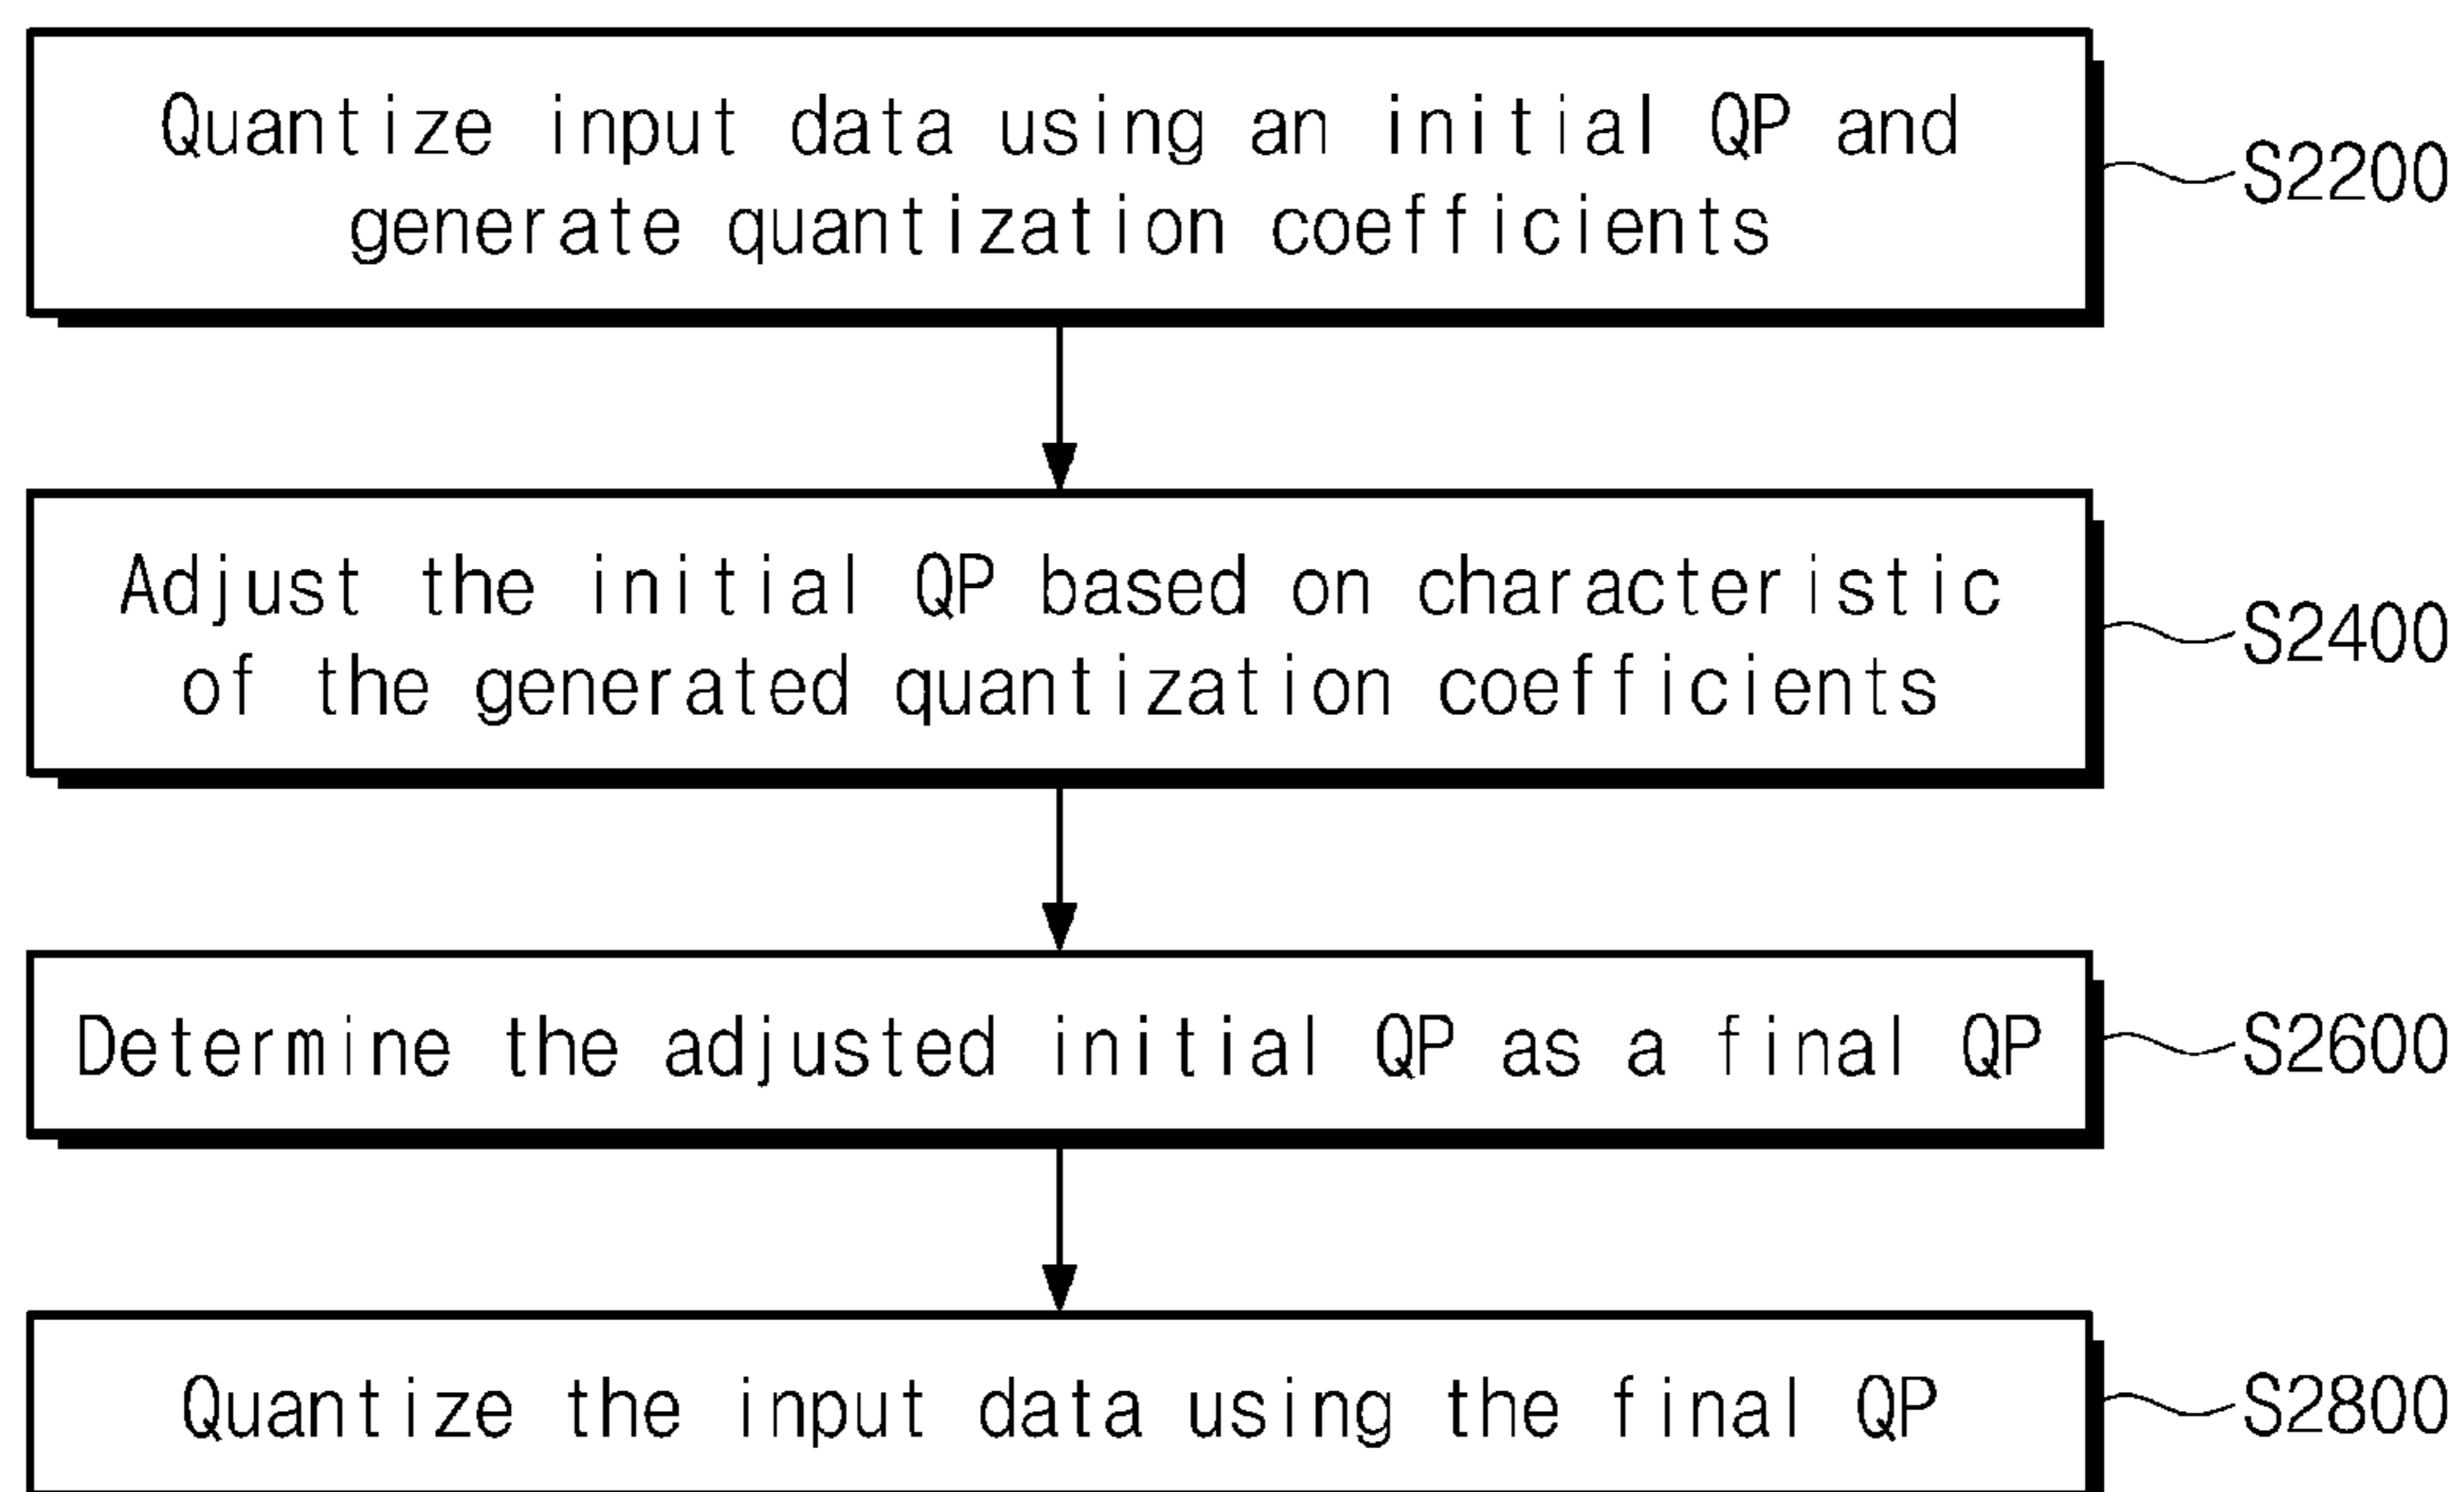 Quantize input data using an initial QP and
generate quantization coefficients
S2200
Adjust the initial QP based on characteristic
of the generated quantization coefficients
S2400
Determine the adjusted initial QP as a final QP
S2600
Quantize the input data using the final QP
S2800